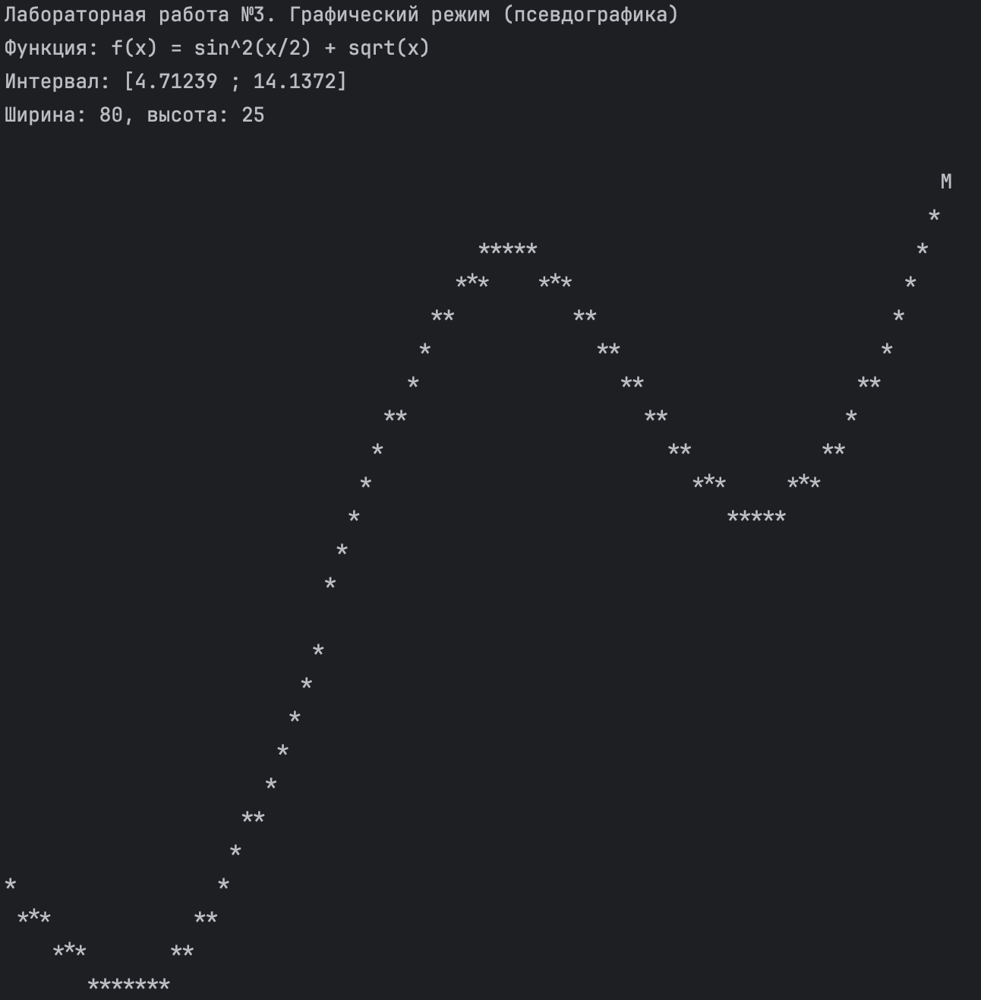 Лабораторная работа №3. Графический режим (псевдографика)
Функция: f(x) = sin^2(x/2) + sqrt(x)
Интервал: [4.71239 ; 14.1372]
Ширина: 80, высота: 25
M
*
***** *
*** *** *
** ** *
* ** *
* ** **
** ** *
* ** **
* *** ***
* *****
*
*
*
*
*
*
*
**
*
* *
*** **
*** **
*******